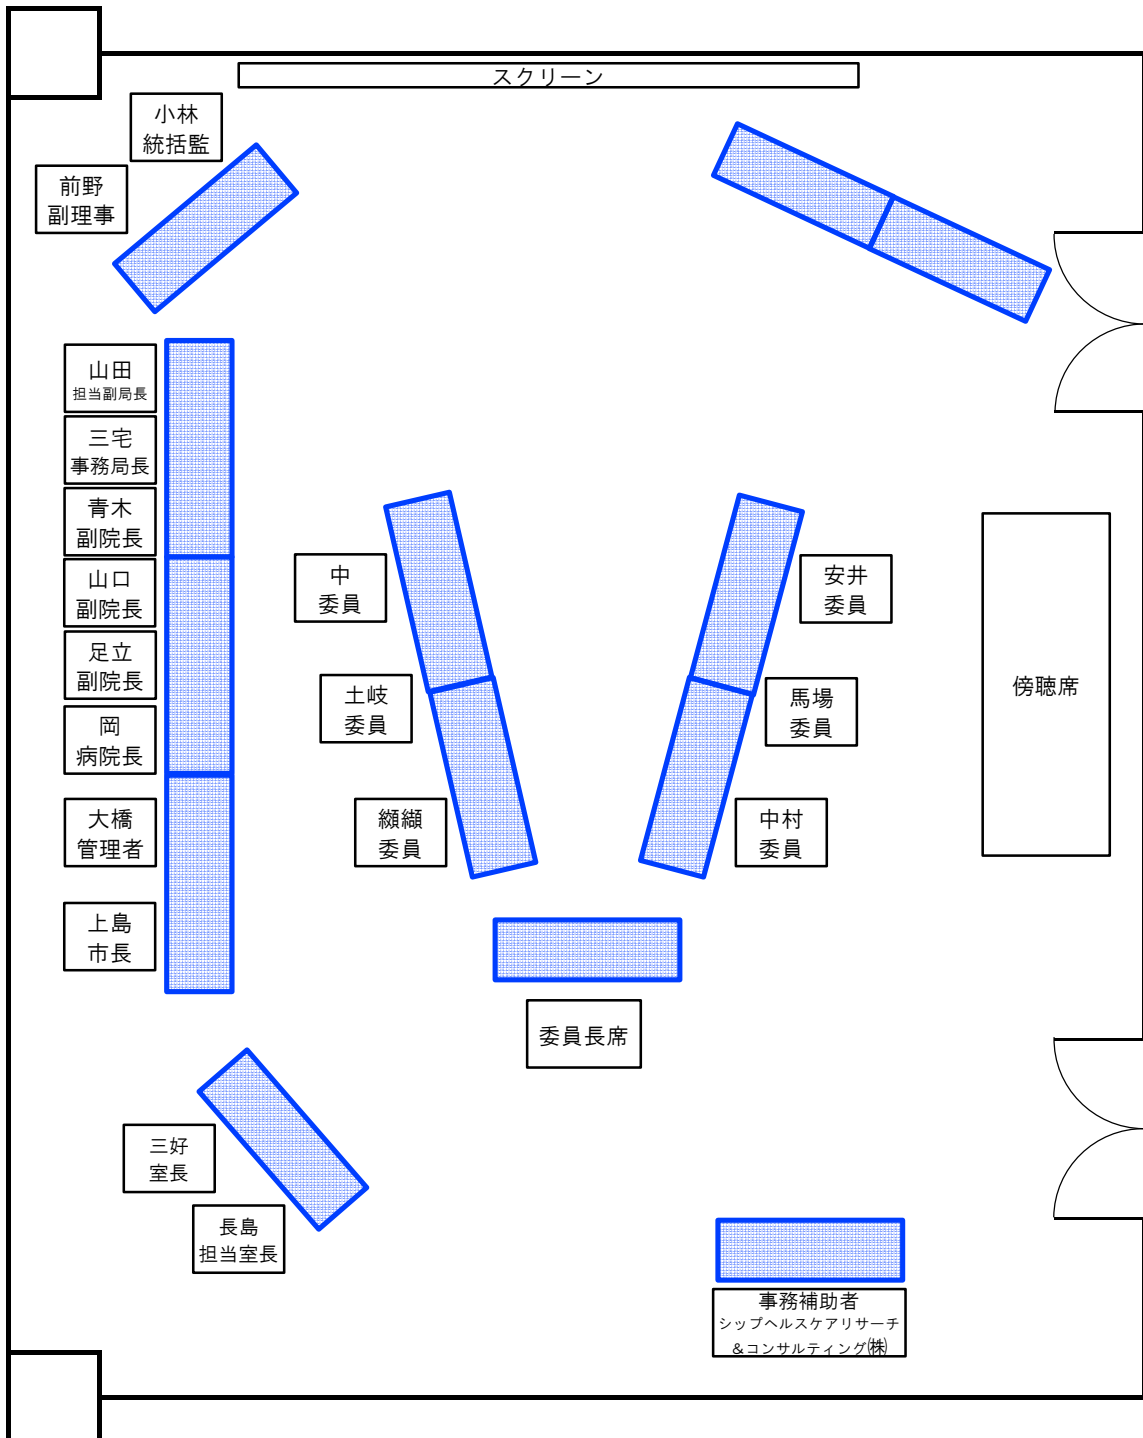 スクリーン
小林
統括監
前野
副理事
山田
担当副局長
三宅
事務局長
青木
副院長
山口
副院長
足立
副院長
岡
病院長
大橋
管理者
上島
市長
中
委員
土岐
委員
纐纈
委員
安井
委員
馬場
委員
中村
委員
傍聴席
委員長席
三好
室長
長島
担当室長
事務補助者
シップヘルスケアリサーチ
&コンサルティング㈱